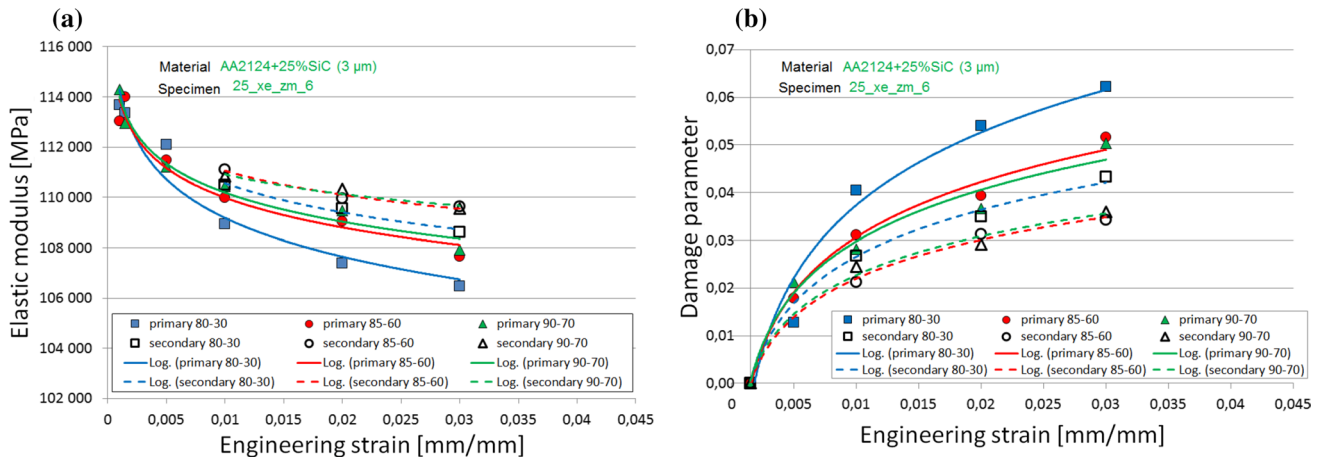 (a)
116 000
114 000
112 000
110 000
108 000
106 000
104 000
102 000
Elastic modulus [MPa]
Material AA2124+25%SiC (3 µm)
Specimen 25_xe_zm_6
primary 80-30 primary 85-60 primary 90-70
secondary 80-30 secondary 85-60 secondary 90-70
Log. (primary 80-30) Log. (primary 85-60) Log. (primary 90-70)
Log. (secondary 80-30) Log. (secondary 85-60) Log. (secondary 90-70)
0 0,005 0,01 0,015 0,02 0,025 0,03 0,035 0,04 0,045
Engineering strain [mm/mm]
(b)
0,07
0,06
0,05
0,04
0,03
0,02
0,01
0,00
Damage parameter
Material AA2124+25%SiC (3 µm)
Specimen 25_xe_zm_6
primary 80-30 primary 85-60 primary 90-70
secondary 80-30 secondary 85-60 secondary 90-70
Log. (primary 80-30) Log. (primary 85-60) Log. (primary 90-70)
Log. (secondary 80-30) Log. (secondary 85-60) Log. (secondary 90-70)
0 0,005 0,01 0,015 0,02 0,025 0,03 0,035 0,04 0,045
Engineering strain [mm/mm]